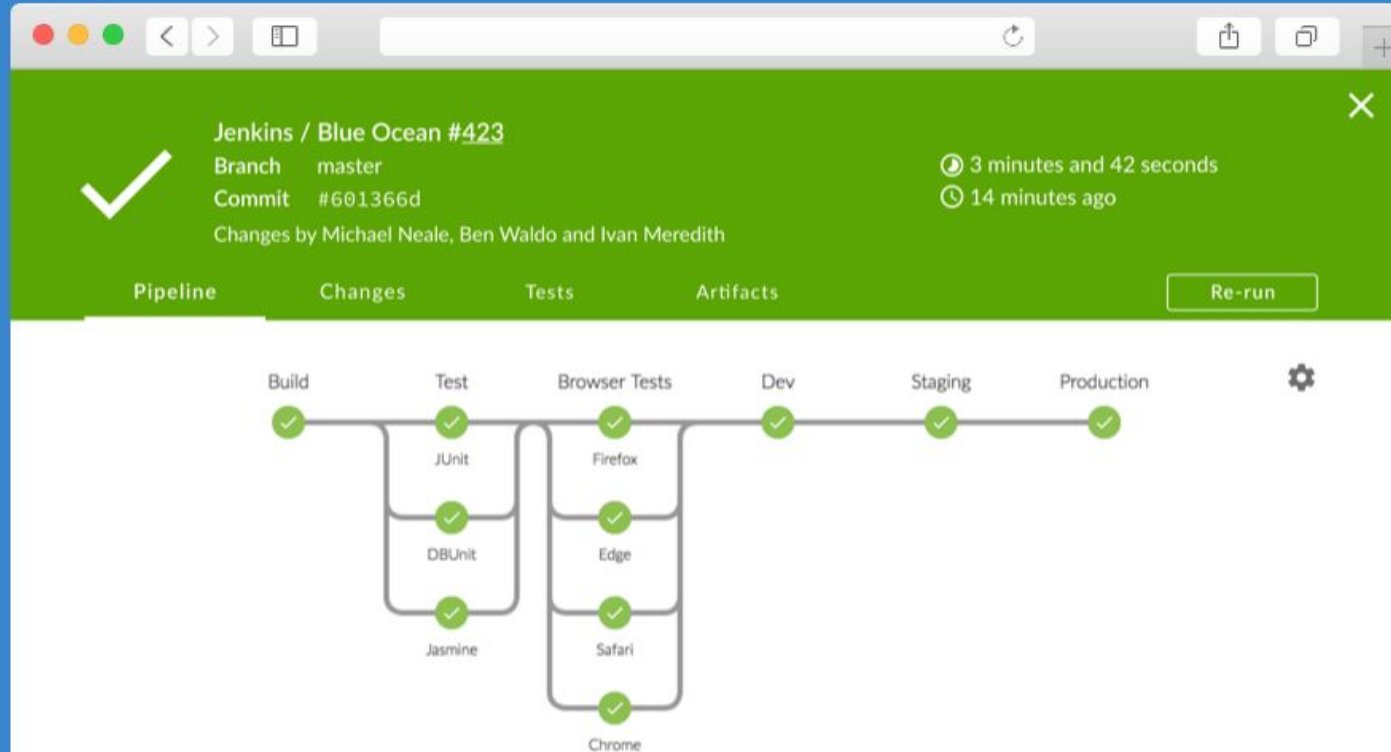 Jenkins / Blue Ocean #423
Branch master
Commit #601366d
Changes by Michael Neale, Ben Waldo and Ivan Meredith
3 minutes and 42 seconds
14 minutes ago
Pipeline Changes Tests Artifacts Re-run
Build Test Browser Tests Dev Staging Production
JUnit Firefox
DBUnit Edge
Jasmine Safari
Chrome